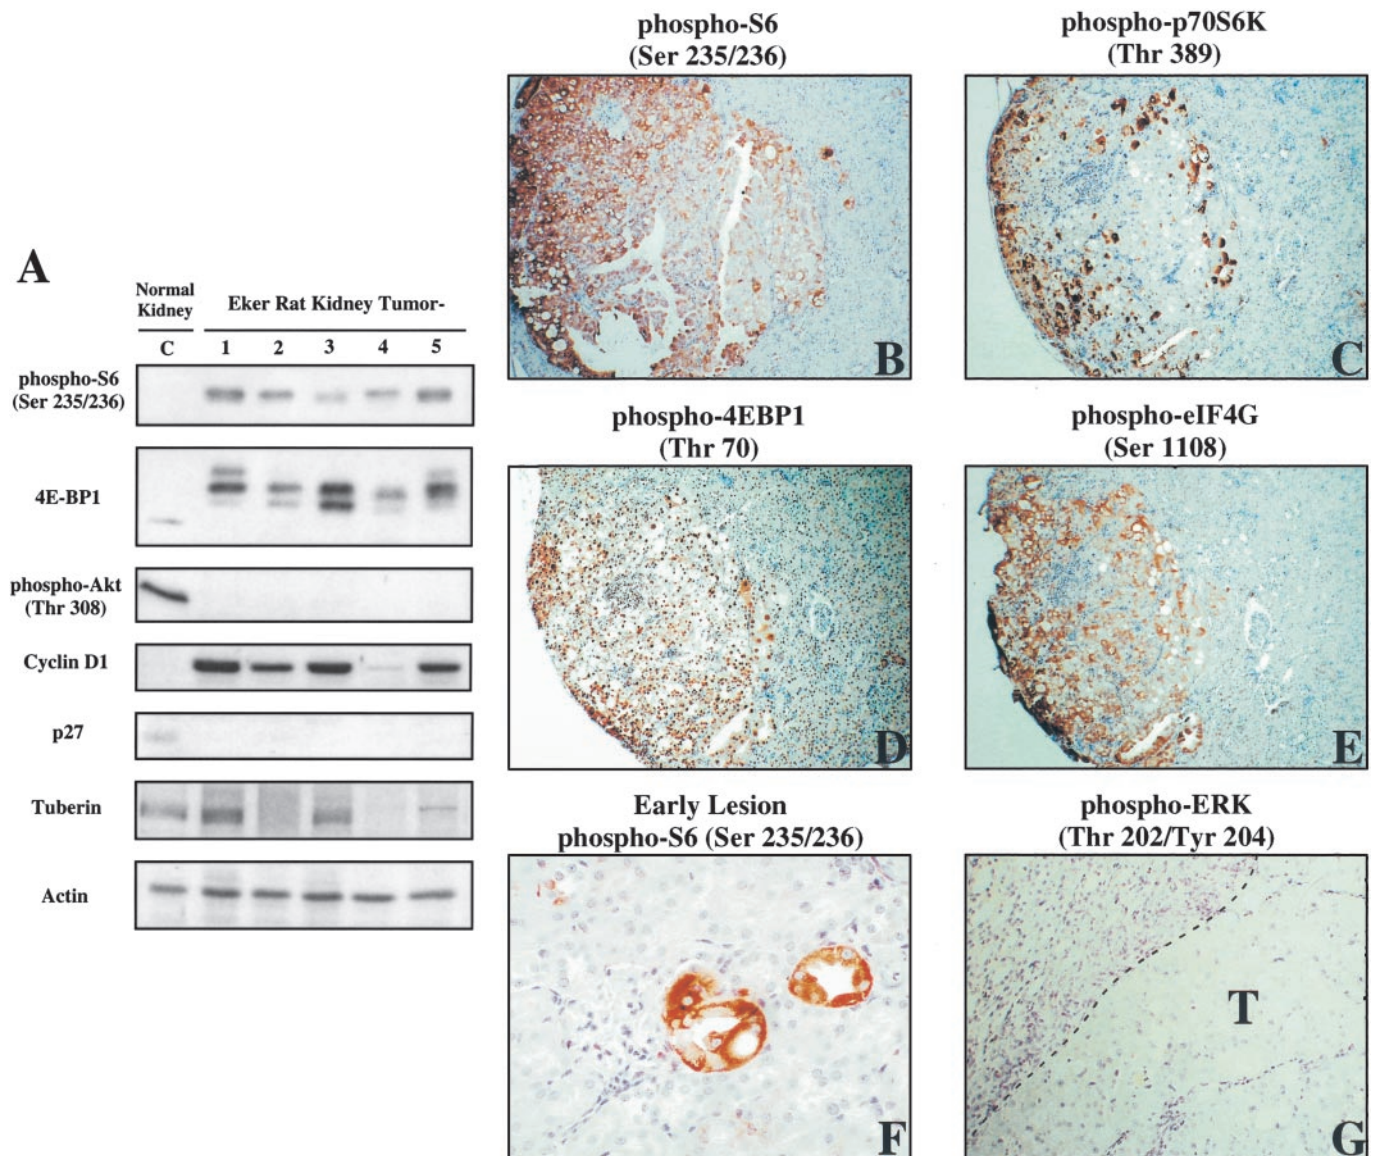 A
Normal
Kidney
Eker Rat Kidney Tumor-
C 1 2 3 4 5
phospho-S6
(Ser 235/236)
4E-BP1
phospho-Akt
(Thr 308)
Cyclin D1
p27
Tuberin
Actin
phospho-S6
(Ser 235/236)
B
phospho-p70S6K
(Thr 389)
C
phospho-4EBP1
(Thr 70)
D
phospho-eIF4G
(Ser 1108)
E
Early Lesion
phospho-S6 (Ser 235/236)
F
phospho-ERK
(Thr 202/Tyr 204)
T
G